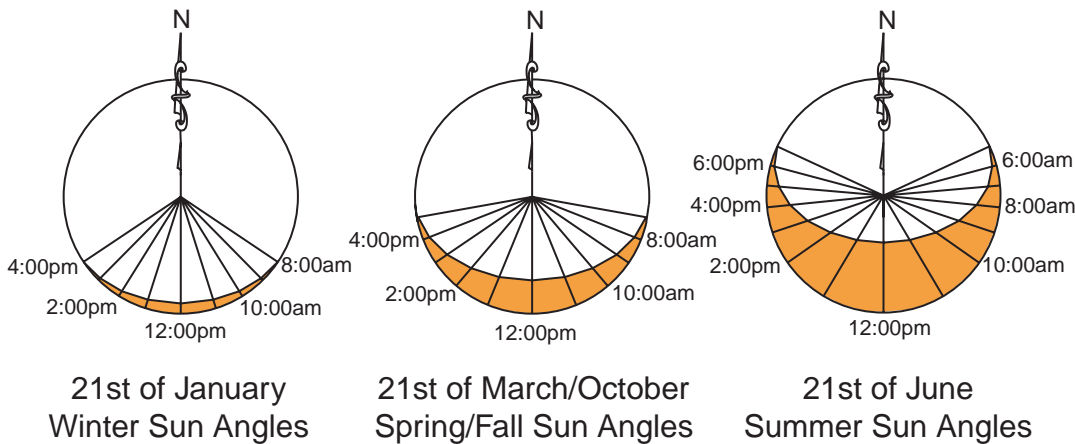 N
4:00pm
2:00pm
12:00pm
10:00am
8:00am
21st of January
Winter Sun Angles
N
4:00pm
2:00pm
12:00pm
10:00am
8:00am
21st of March/October
Spring/Fall Sun Angles
N
6:00pm
4:00pm
2:00pm
12:00pm
10:00am
8:00am
6:00am
21st of June
Summer Sun Angles